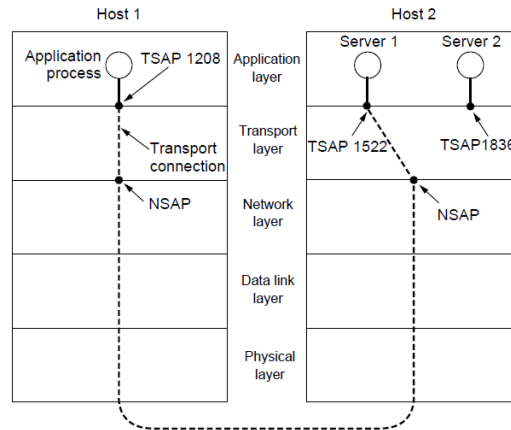 Host 1
Host 2
Application
process
TSAP 1208
Application
layer
Server 1
Server 2
Transport
connection
Transport
layer
TSAP 1522
TSAP1836
NSAP
Network
layer
NSAP
Data link
layer
Physical
layer